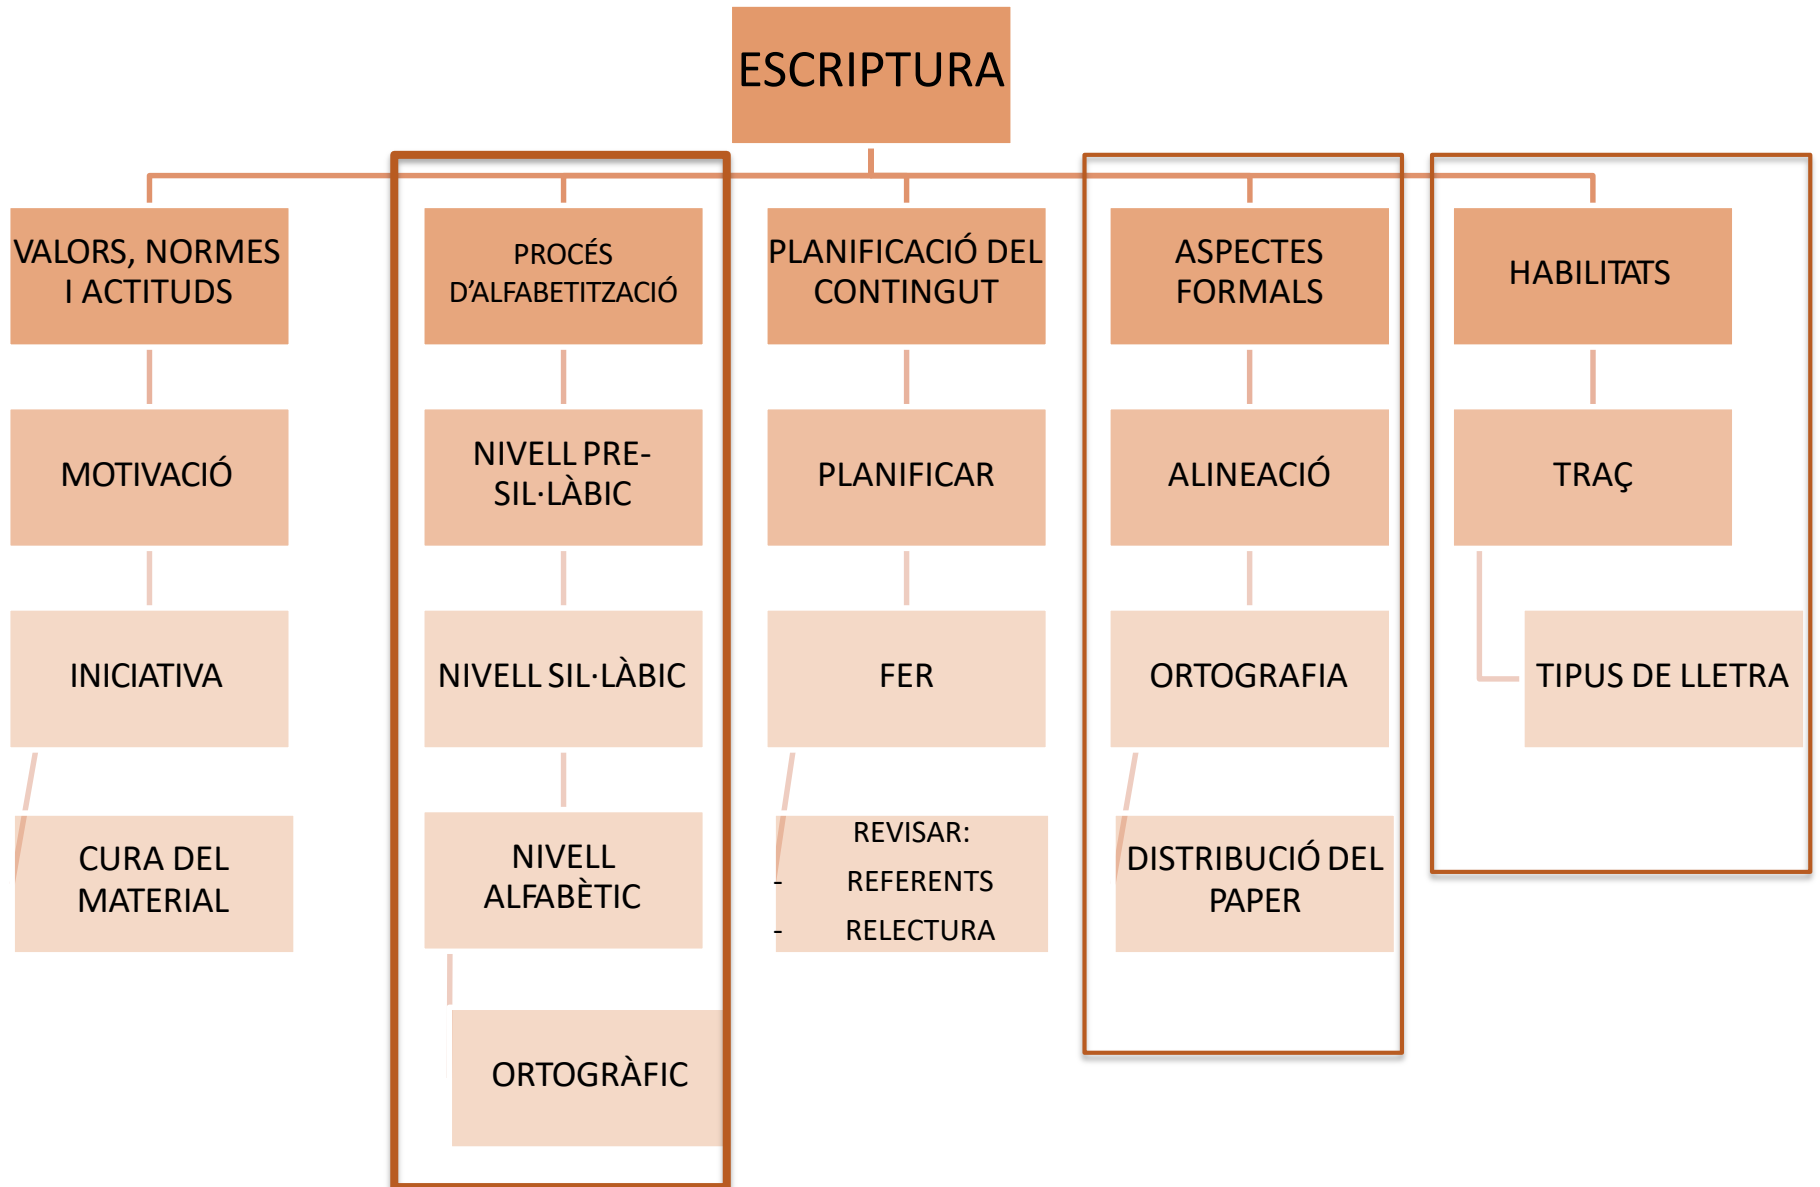 ESCRIPTURA
VALORS, NORMES
I ACTITUDS
PROCÉS
D'ALFABETITZACIÓ
PLANIFICACIÓ DEL
CONTINGUT
ASPECTES
FORMALS
HABILITATS
MOTIVACIÓ
NIVELL PRE-
SIL·LÀBIC
PLANIFICAR
ALINEACIÓ
TRAÇ
INICIATIVA
NIVELL SIL·LÀBIC
FER
ORTOGRAFIA
TIPUS DE LLETRA
CURA DEL
MATERIAL
NIVELL
ALFABÈTIC
REVISAR:
- REFERENTS
- RELECTURA
DISTRIBUCIÓ DEL
PAPER
ORTOGRÀFIC